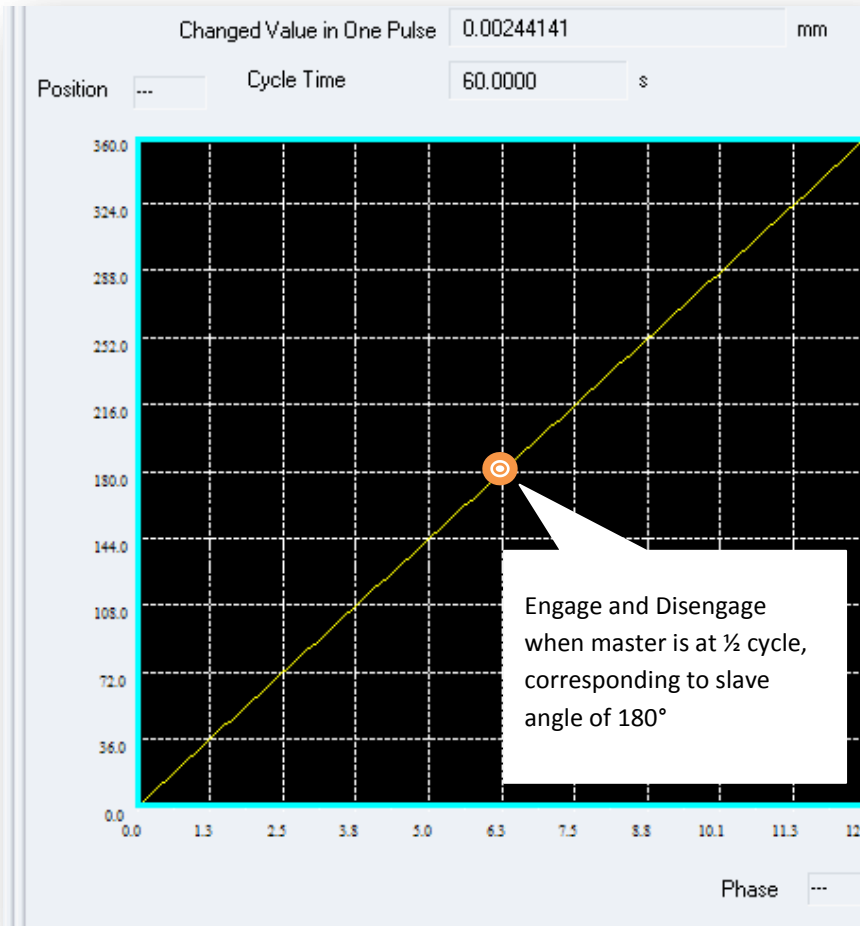 Changed Value in One Pulse 0.00244141 mm
Position --- Cycle Time 60.0000 s
360.0
324.0
288.0
252.0
216.0
180.0
144.0
108.0
72.0
36.0
0.0
Engage and Disengage
when master is at ½ cycle,
corresponding to slave
angle of 180°
0.0 1.3 2.5 3.8 5.0 6.3 7.5 8.8 10.1 11.3 12
Phase ---